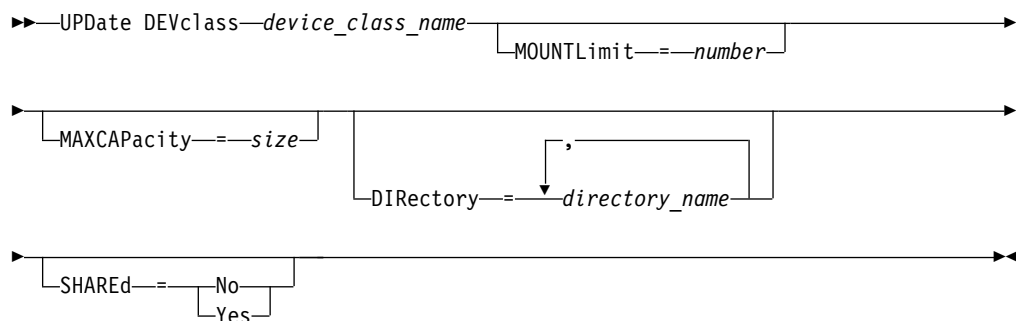 UPDate DEVclass device_class_name
MOUNTLimit = number
MAXCAPacity = size
,
DIRectory = directory_name
SHAREd = No
Yes